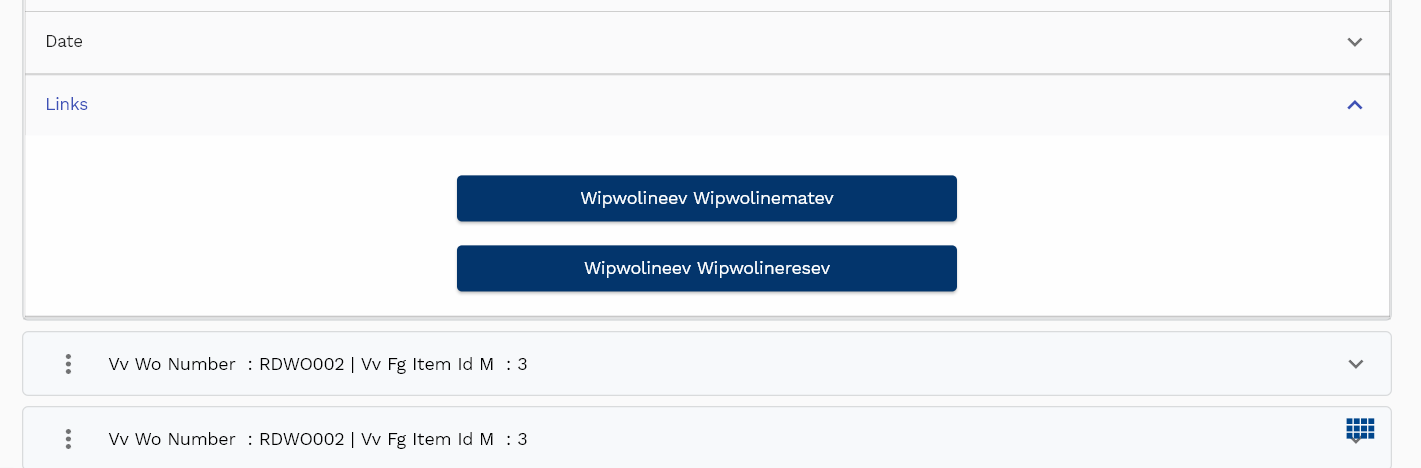 Date
Links
Wipwolineev Wipwolinematev
Wipwolineev Wipwolineresev
Vv Wo Number : RDWO002 | Vv Fg Item Id M : 3
Vv Wo Number : RDWO002 | Vv Fg Item Id M : 3